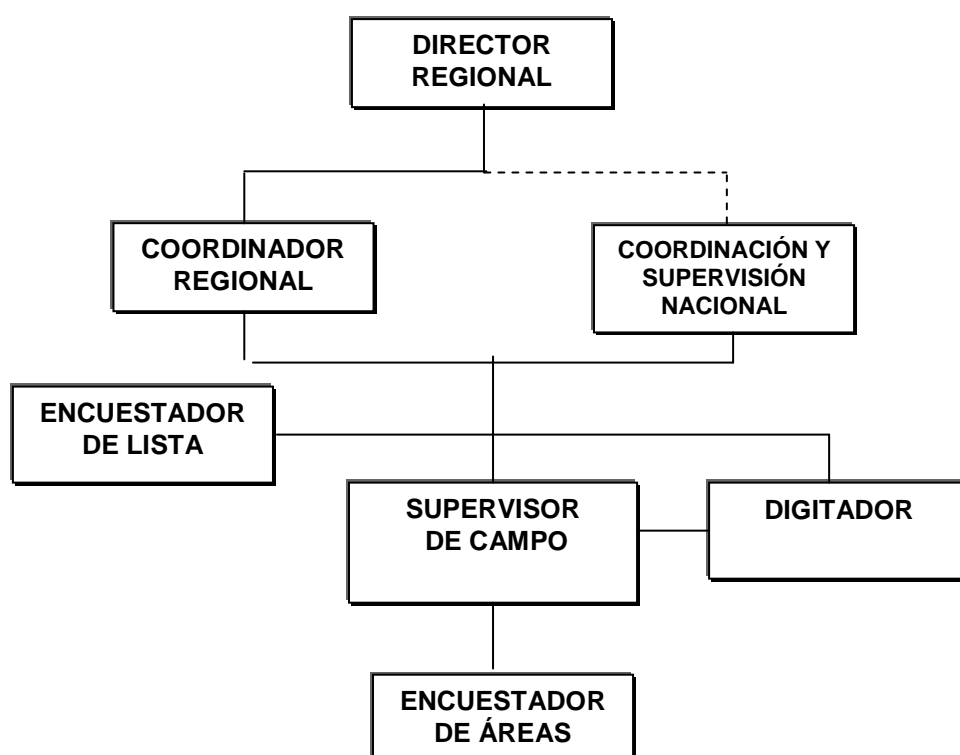 DIRECTOR
REGIONAL
COORDINADOR
REGIONAL
COORDINACIÓN Y
SUPERVISIÓN
NACIONAL
ENCUESTADOR
DE LISTA
SUPERVISOR
DE CAMPO
DIGITADOR
ENCUESTADOR
DE ÁREAS